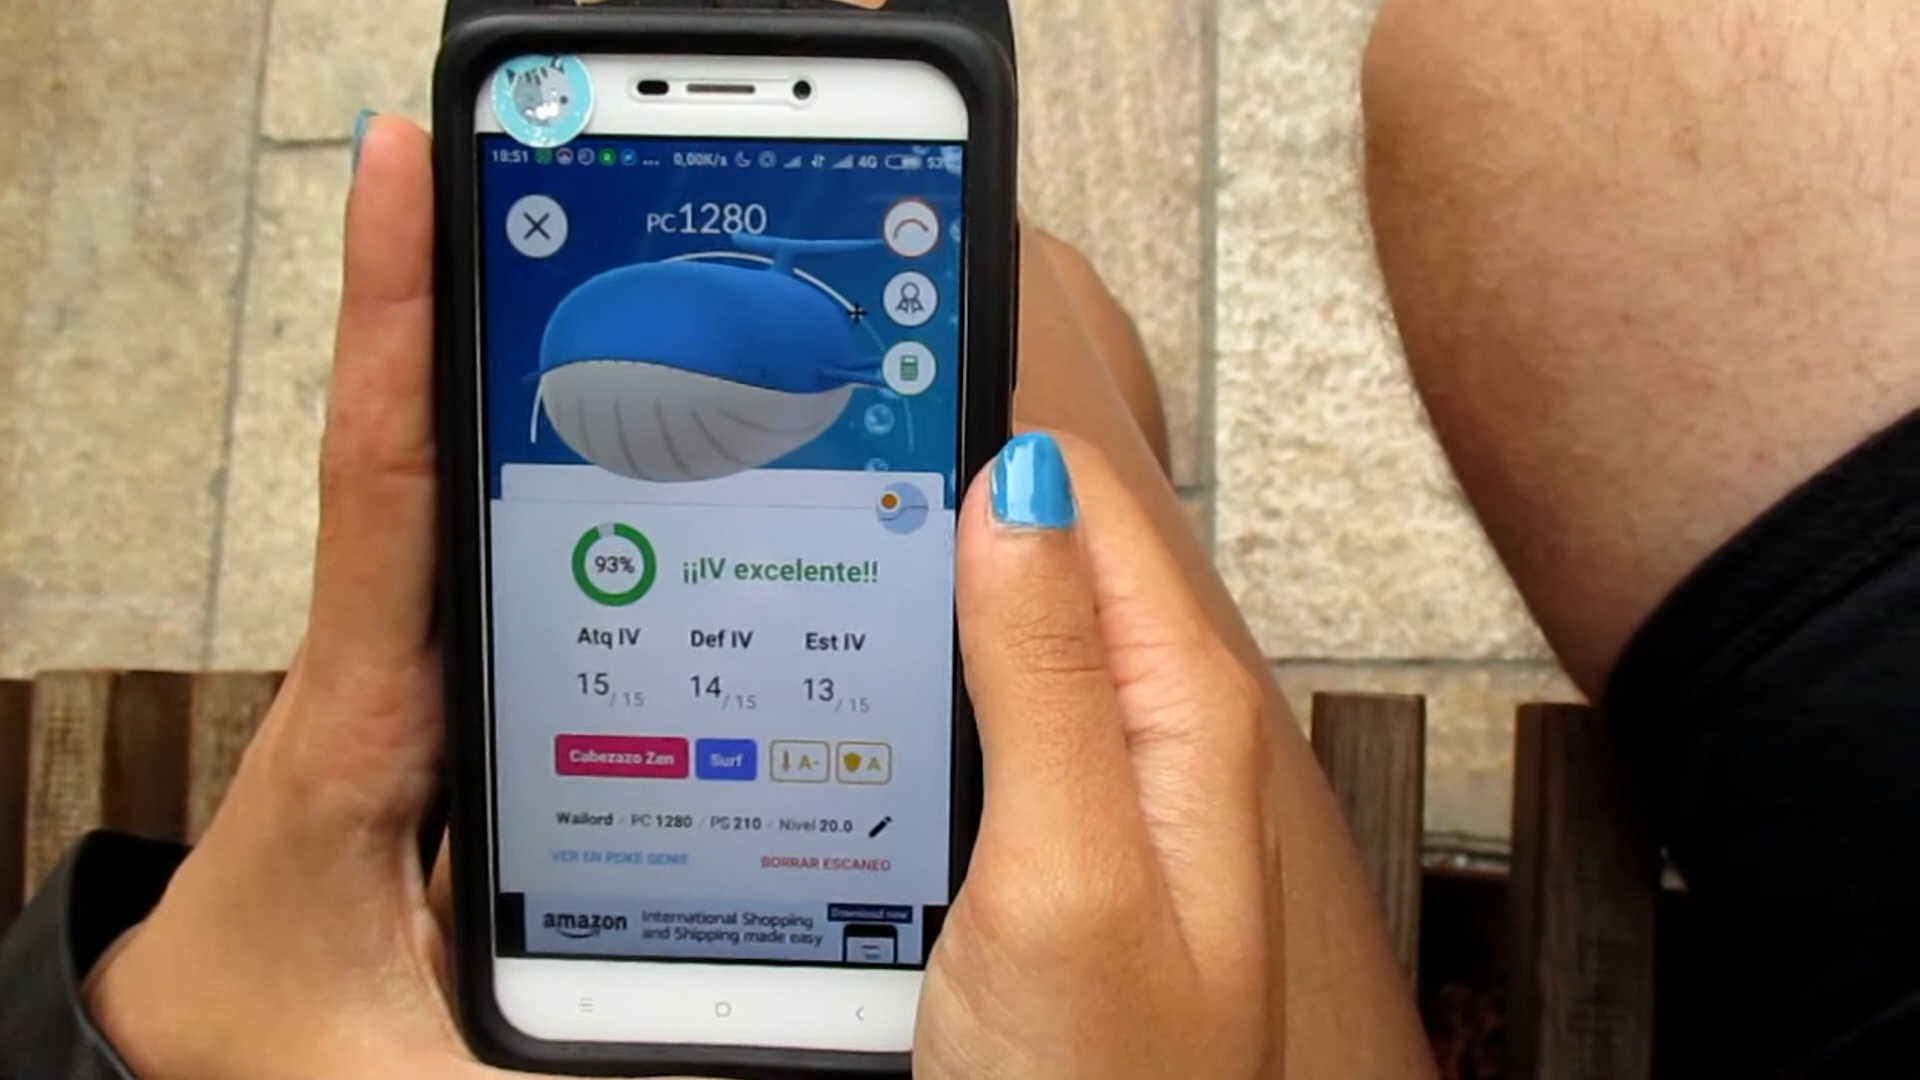 18:51 ... 0,00K/s 4G 53
PC1280
93% ¡¡IV excelente!!
Atq IV Def IV Est IV
15/15 14/15 13/15
Cabezazo Zen Surf A- A
Wailord / PC 1280 / PS 210 / Nivel 20.0
VER EN POKE GENIE BORRAR ESCANEO
amazon International Shopping Download now
and Shipping made easy